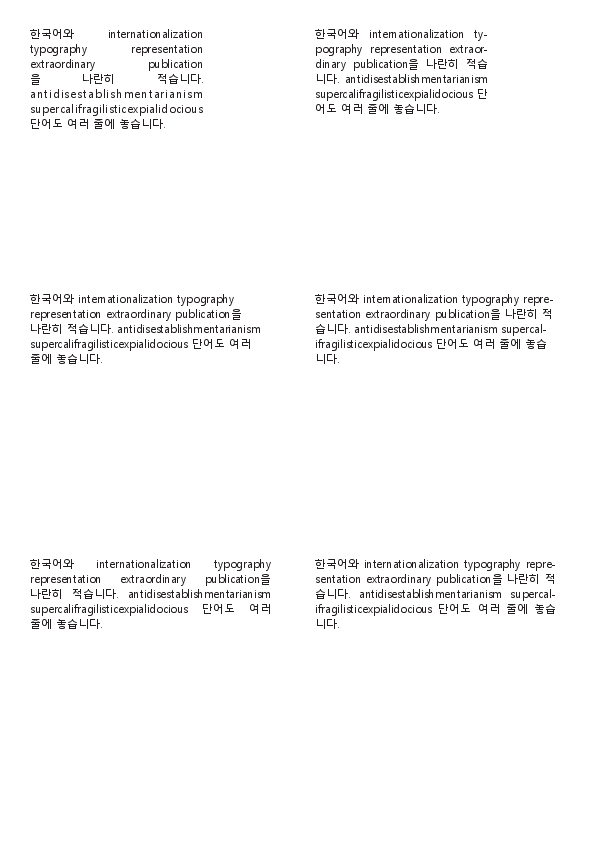 한국어와 internationalization
typography representation
extraordinary publication
을 나란히 적습니다.
antidisestablishmentarianism
supercalifragilisticexpialidocious
단어도 여러 줄에 놓습니다.
한국어와 internationalization ty-
pography representation extraor-
dinary publication을 나란히 적습
니다. antidisestablishmentarianism
supercalifragilisticexpialidocious 단
어도 여러 줄에 놓습니다.
한국어와 internationalization typography
representation extraordinary publication을
나란히 적습니다. antidisestablishmentarianism
supercalifragilisticexpialidocious 단어도 여러
줄에 놓습니다.
한국어와 internationalization typography repre-
sentation extraordinary publication을 나란히 적
습니다. antidisestablishmentarianism supercal-
ifragilisticexpialidocious 단어도 여러 줄에 놓습
니다.
한국어와 internationalization typography
representation extraordinary publication을
나란히 적습니다. antidisestablishmentarianism
supercalifragilisticexpialidocious 단어도 여러
줄에 놓습니다.
한국어와 internationalization typography repre-
sentation extraordinary publication을 나란히 적
습니다. antidisestablishmentarianism supercal-
ifragilisticexpialidocious 단어도 여러 줄에 놓습
니다.